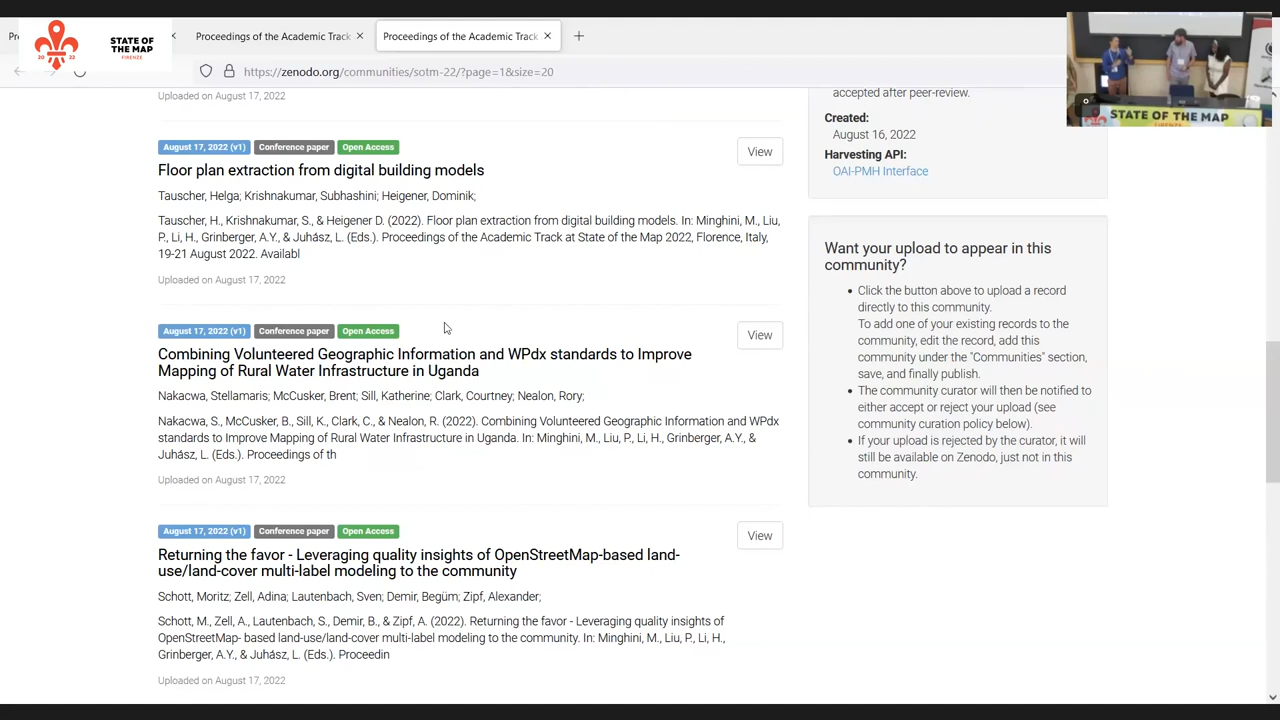 Pr
Proceedings of the Academic Track
Proceedings of the Academic Track
STATE OF
THE MAP
20 22
FIRENZE
https://zenodo.org/communities/sotm-22/?page=1&size=20
Uploaded on August 17, 2022
August 17, 2022 (v1) Conference paper Open Access
View
Floor plan extraction from digital building models
Tauscher, Helga; Krishnakumar, Subhashini; Heigener, Dominik;
Tauscher, H., Krishnakumar, S., & Heigener D. (2022). Floor plan extraction from digital building models. In: Minghini, M., Liu,
P., Li, H., Grinberger, A.Y., & Juhász, L. (Eds.). Proceedings of the Academic Track at State of the Map 2022, Florence, Italy,
19-21 August 2022. Availabl
Uploaded on August 17, 2022
August 17, 2022 (v1) Conference paper Open Access
View
Combining Volunteered Geographic Information and WPdx standards to Improve
Mapping of Rural Water Infrastructure in Uganda
Nakacwa, Stellamaris; McCusker, Brent; Sill, Katherine; Clark, Courtney; Nealon, Rory;
Nakacwa, S., McCusker, B., Sill, K., Clark, C., & Nealon, R. (2022). Combining Volunteered Geographic Information and WPdx
standards to Improve Mapping of Rural Water Infrastructure in Uganda. In: Minghini, M., Liu, P., Li, H., Grinberger, A.Y., &
Juhász, L. (Eds.). Proceedings of th
Uploaded on August 17, 2022
August 17, 2022 (v1) Conference paper Open Access
View
Returning the favor - Leveraging quality insights of OpenStreetMap-based land-
use/land-cover multi-label modeling to the community
Schott, Moritz; Zell, Adina; Lautenbach, Sven; Demir, Begüm; Zipf, Alexander;
Schott, M., Zell, A., Lautenbach, S., Demir, B., & Zipf, A. (2022). Returning the favor - Leveraging quality insights of
OpenStreetMap- based land-use/land-cover multi-label modeling to the community. In: Minghini, M., Liu, P., Li, H.,
Grinberger, A.Y., & Juhász, L. (Eds.). Proceedin
Uploaded on August 17, 2022
accepted after peer-review.
Created:
August 16, 2022
Harvesting API:
OAI-PMH Interface
Want your upload to appear in this
community?
Click the button above to upload a record
directly to this community.
To add one of your existing records to the
community, edit the record, add this
community under the "Communities" section,
save, and finally publish.
The community curator will then be notified to
either accept or reject your upload (see
community curation policy below).
If your upload is rejected by the curator, it will
still be available on Zenodo, just not in this
community.
STATE OF THE MAP
FIRENZE